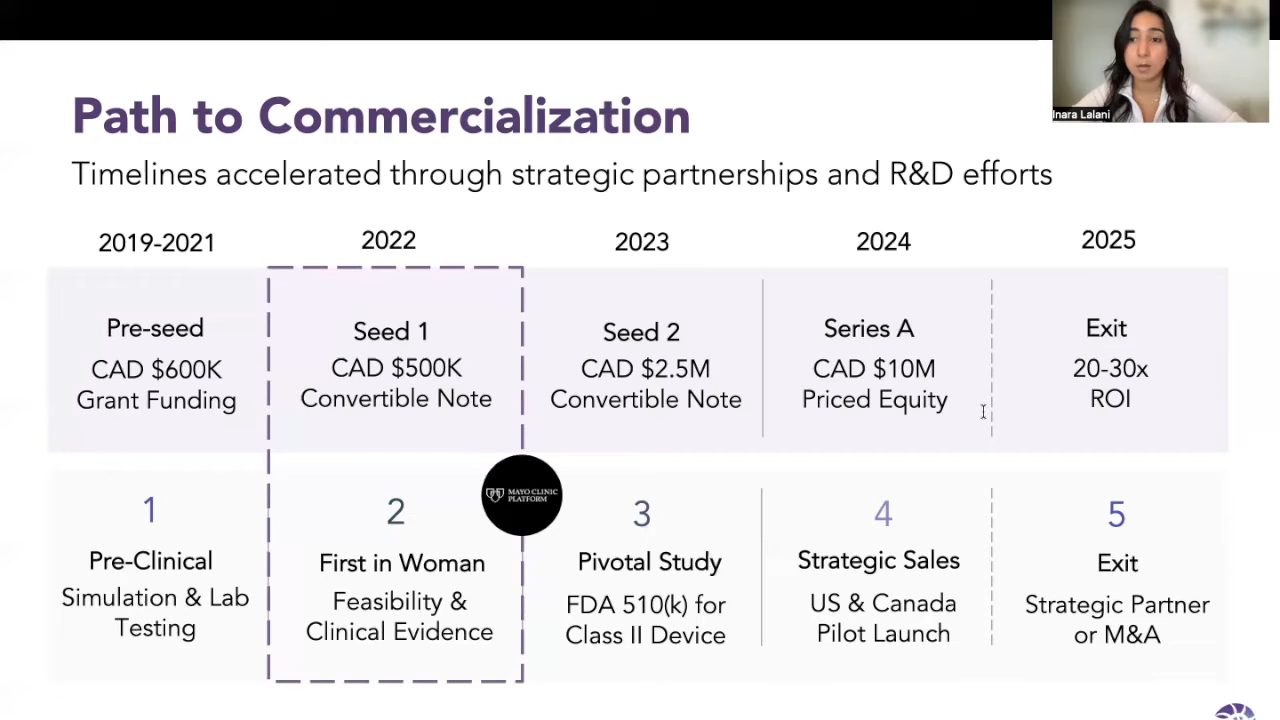 Inara Lalani
Path to Commercialization
Timelines accelerated through strategic partnerships and R&D efforts
2019-2021
2022
2023
2024
2025
Pre-seed
CAD $600K
Grant Funding
Seed 1
CAD $500K
Convertible Note
Seed 2
CAD $2.5M
Convertible Note
Series A
CAD $10M
Priced Equity
Exit
20-30x
ROI
MAYO CLINIC
PLATFORM
1
Pre-Clinical
Simulation & Lab
Testing
2
First in Woman
Feasibility &
Clinical Evidence
3
Pivotal Study
FDA 510(k) for
Class II Device
4
Strategic Sales
US & Canada
Pilot Launch
5
Exit
Strategic Partner
or M&A